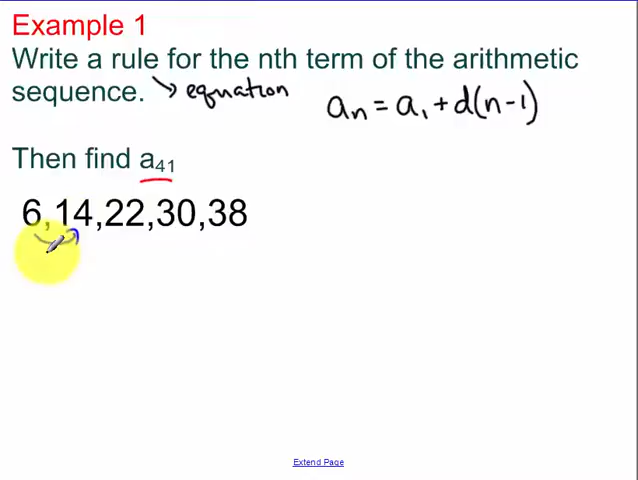 Example 1
Write a rule for the nth term of the arithmetic
sequence. → equation aₙ = a₁ + d(n-1)
Then find a₄₁
6,14,22,30,38
Extend Page